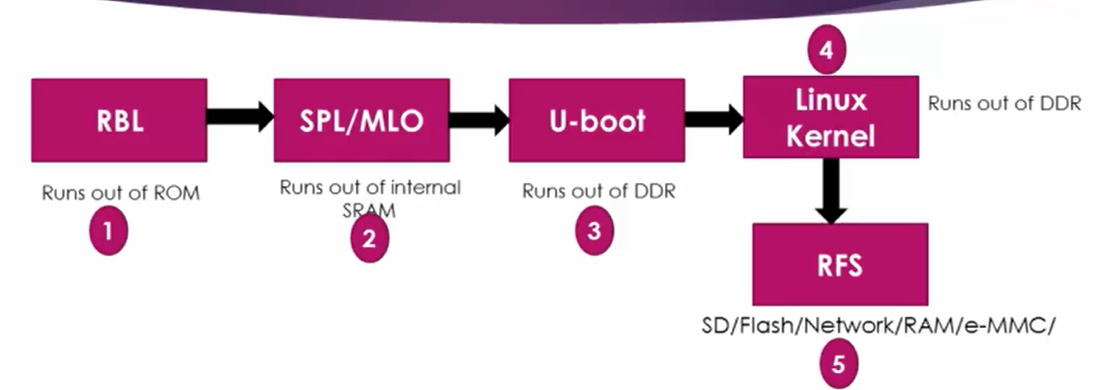 RBL
Runs out of ROM
1
SPL/MLO
Runs out of internal
SRAM
2
U-boot
Runs out of DDR
3
4
Linux
Kernel
Runs out of DDR
RFS
SD/Flash/Network/RAM/e-MMC/
5